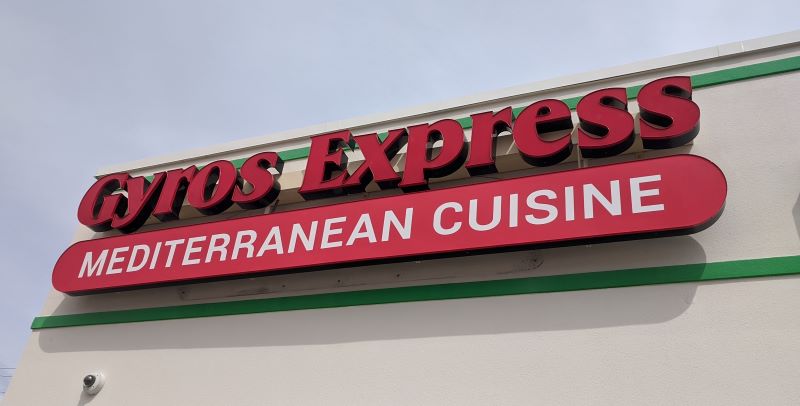 Gyros Express
MEDITERRANEAN CUISINE